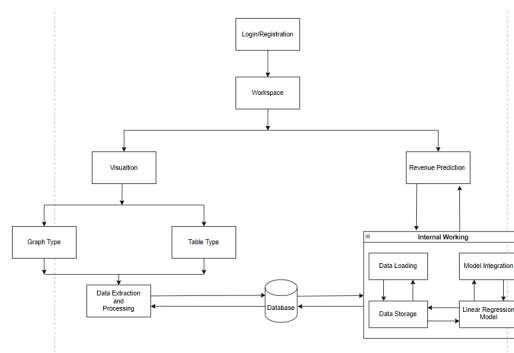 Login/Registration
Workspace
Visualtion
Revenue Prediction
Graph Type
Table Type
Internal Working
Data Loading
Model Integration
Data Extraction
and
Processing
Database
Data Storage
Linear Regression
Model